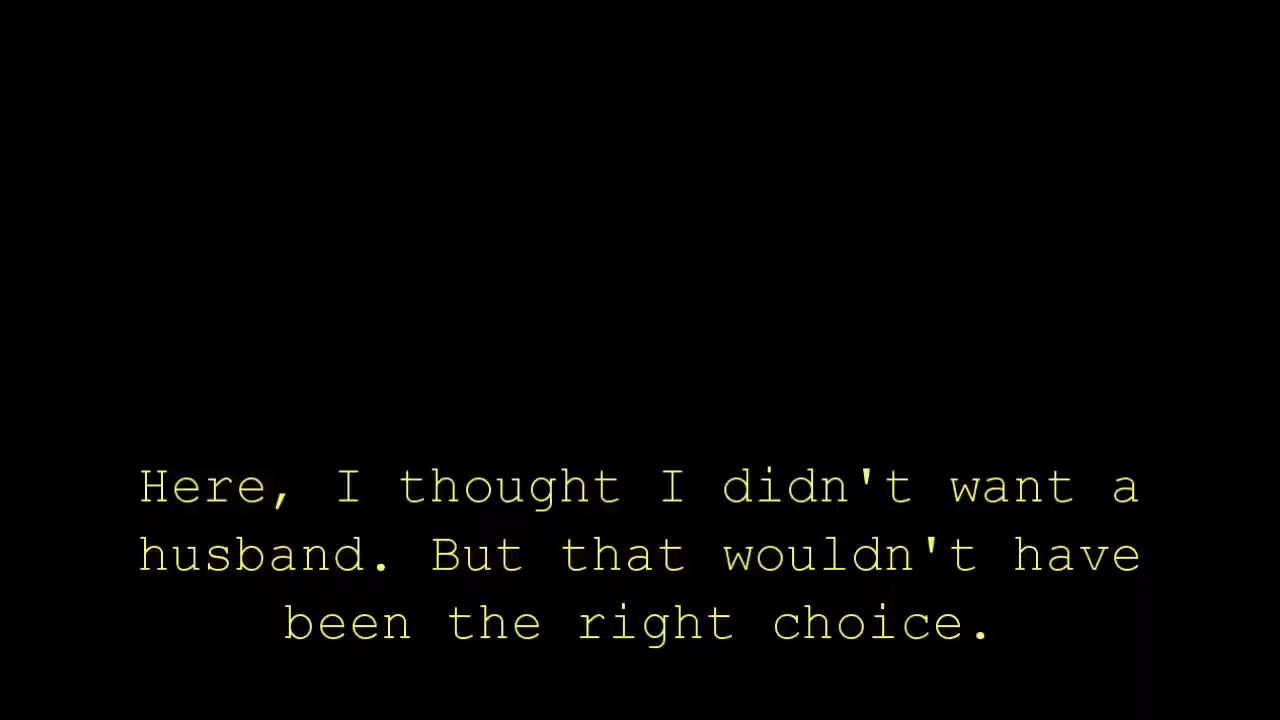 Here, I thought I didn't want a
husband. But that wouldn't have
been the right choice.